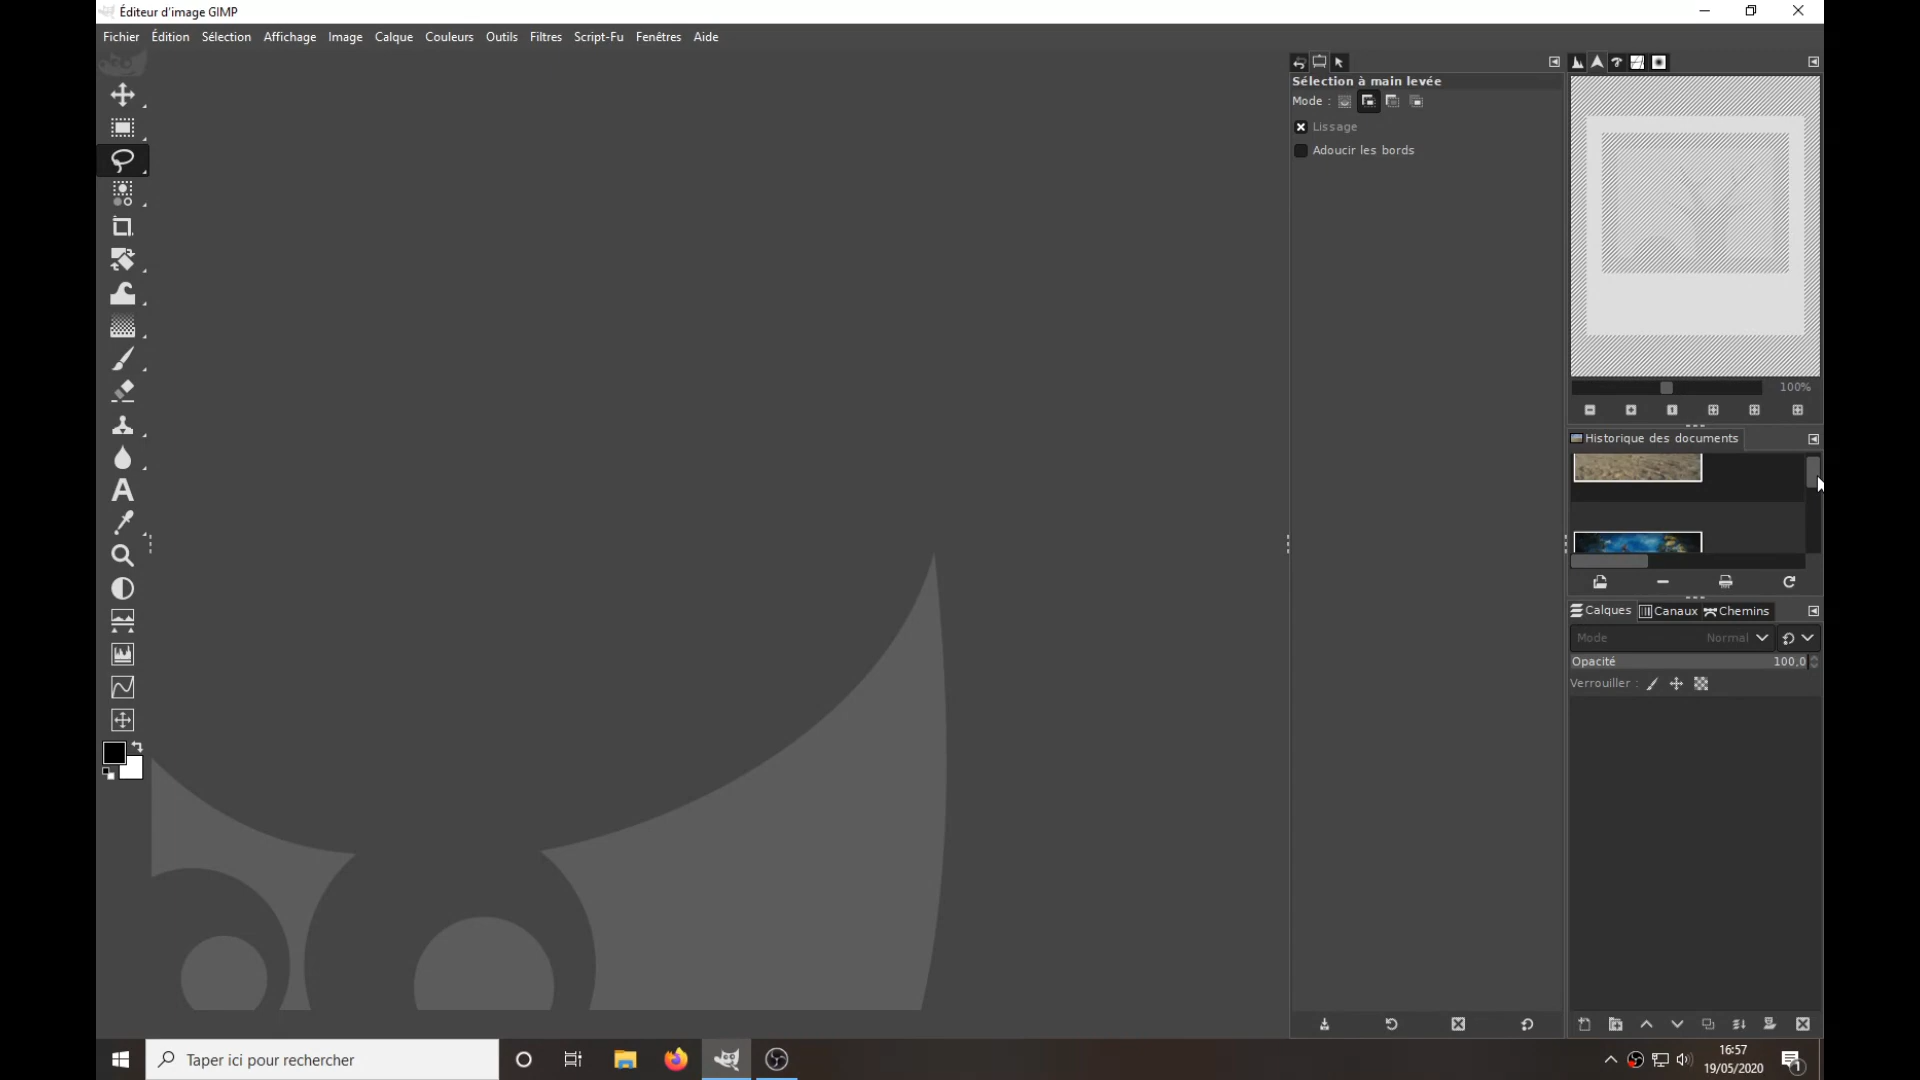 Éditeur d'image GIMP
Fichier Édition Sélection Affichage Image Calque Couleurs Outils Filtres Script-Fu Fenêtres Aide
Sélection à main levée
Mode :
Lissage
Adoucir les bords
100%
Historique des documents
Calques Canaux Chemins
Mode Normal
Opacité 100,0
Verrouiller :
A
Taper ici pour rechercher
16:57
19/05/2020
1